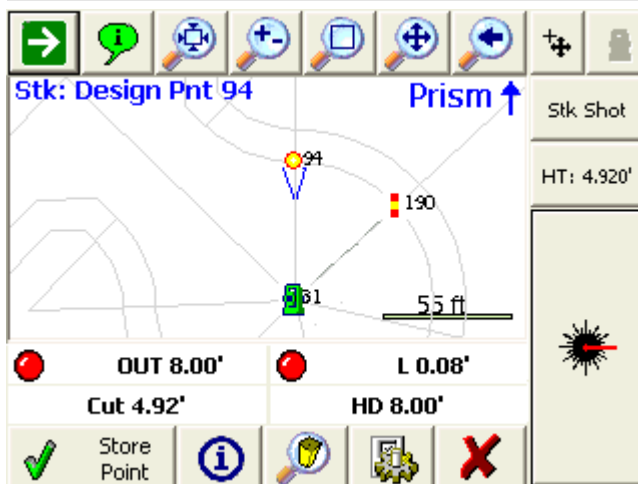 Stk: Design Pnt 94
Prism
Stk Shot
HT: 4.920'
94
190
31
55 ft
OUT 8.00'
L 0.08'
Cut 4.92'
HD 8.00'
Store
Point